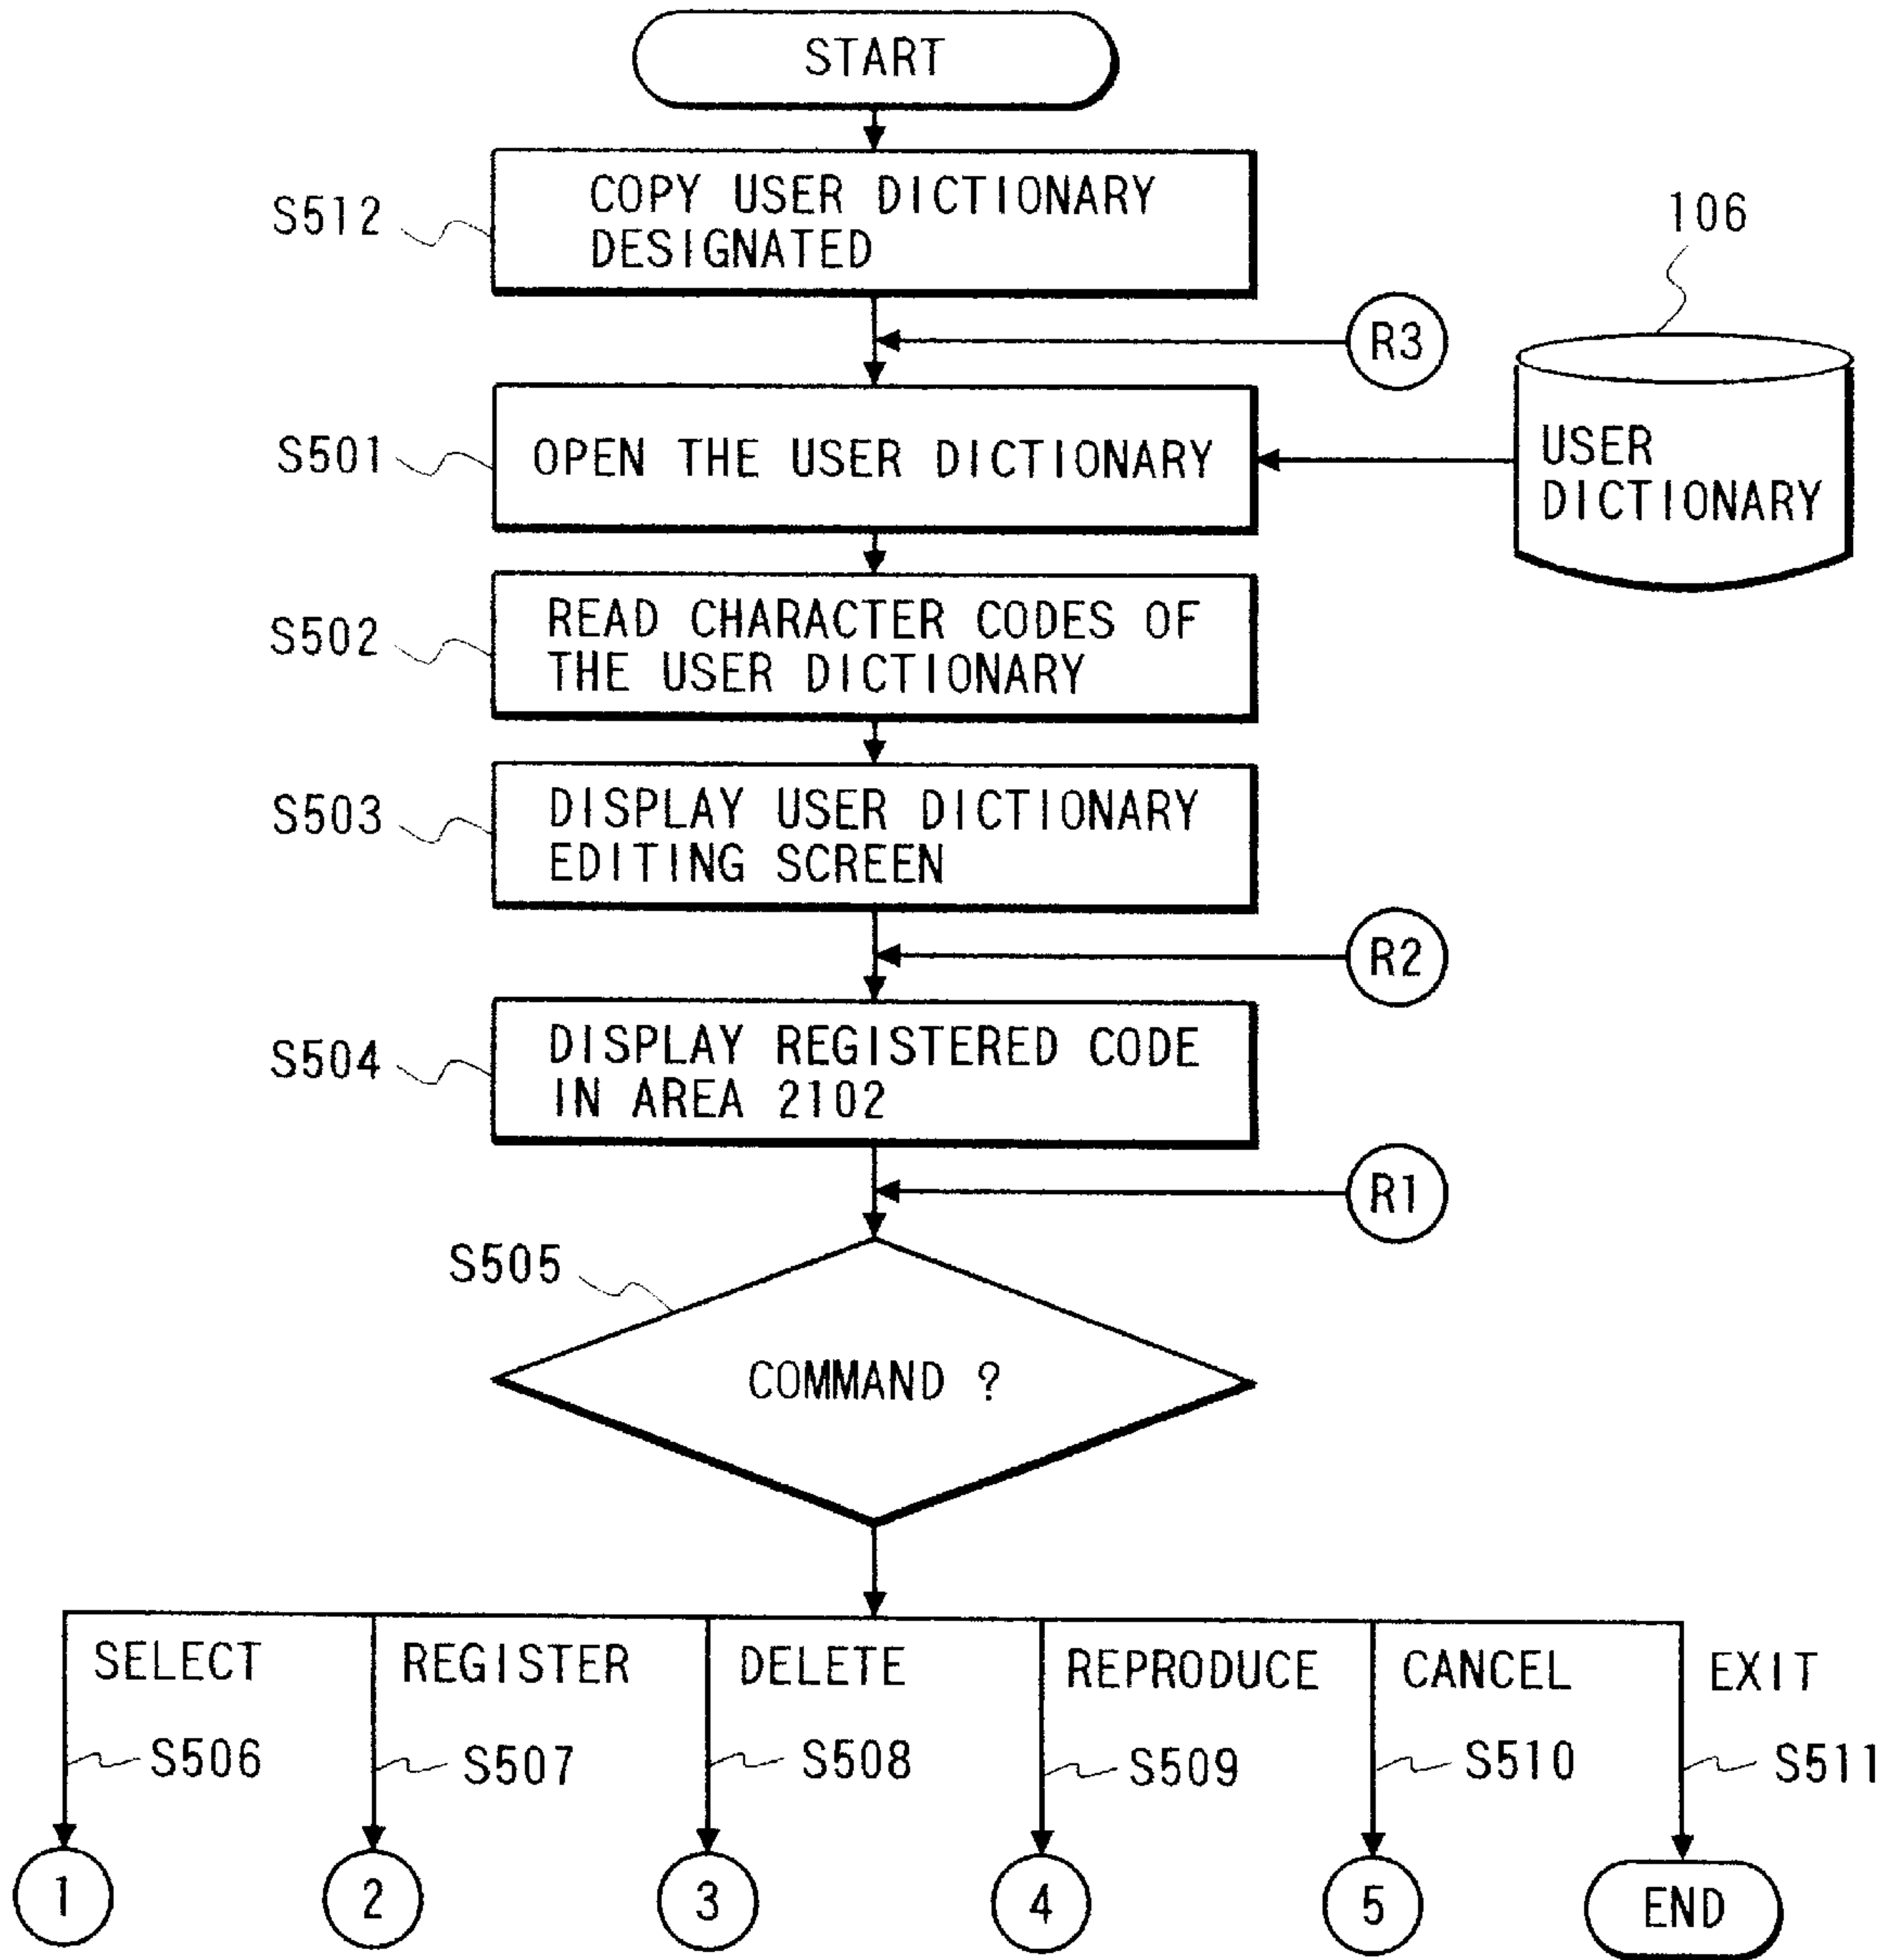 START
S512
COPY USER DICTIONARY
DESIGNATED
106
R3
S501
OPEN THE USER DICTIONARY
USER
DICTIONARY
S502
READ CHARACTER CODES OF
THE USER DICTIONARY
S503
DISPLAY USER DICTIONARY
EDITING SCREEN
R2
S504
DISPLAY REGISTERED CODE
IN AREA 2102
R1
S505
COMMAND ?
SELECT
REGISTER
DELETE
REPRODUCE
CANCEL
EXIT
S506
S507
S508
S509
S510
S511
1
2
3
4
5
END